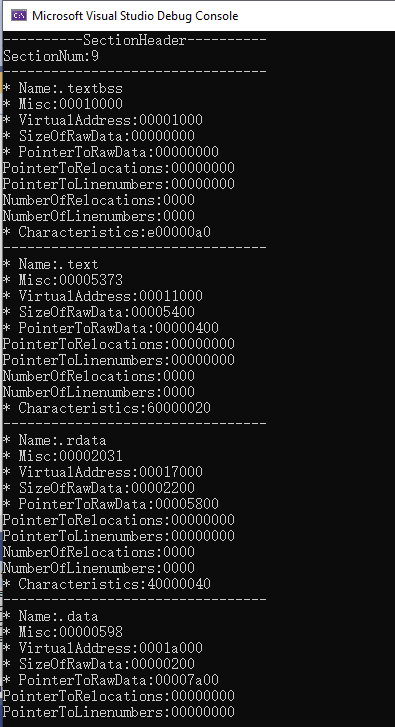 Microsoft Visual Studio Debug Console
----------SectionHeader----------
SectionNum:9
---------------------------------
* Name:.textbss
* Misc:00010000
* VirtualAddress:00001000
* SizeOfRawData:00000000
* PointerToRawData:00000000
PointerToRelocations:00000000
PointerToLinenumbers:00000000
NumberOfRelocations:0000
NumberOfLinenumbers:0000
* Characteristics:e00000a0
---------------------------------
* Name:.text
* Misc:00005373
* VirtualAddress:00011000
* SizeOfRawData:00005400
* PointerToRawData:00000400
PointerToRelocations:00000000
PointerToLinenumbers:00000000
NumberOfRelocations:0000
NumberOfLinenumbers:0000
* Characteristics:60000020
---------------------------------
* Name:.rdata
* Misc:00002031
* VirtualAddress:00017000
* SizeOfRawData:00002200
* PointerToRawData:00005800
PointerToRelocations:00000000
PointerToLinenumbers:00000000
NumberOfRelocations:0000
NumberOfLinenumbers:0000
* Characteristics:40000040
---------------------------------
* Name:.data
* Misc:00000598
* VirtualAddress:0001a000
* SizeOfRawData:00000200
* PointerToRawData:00007a00
PointerToRelocations:00000000
PointerToLinenumbers:00000000